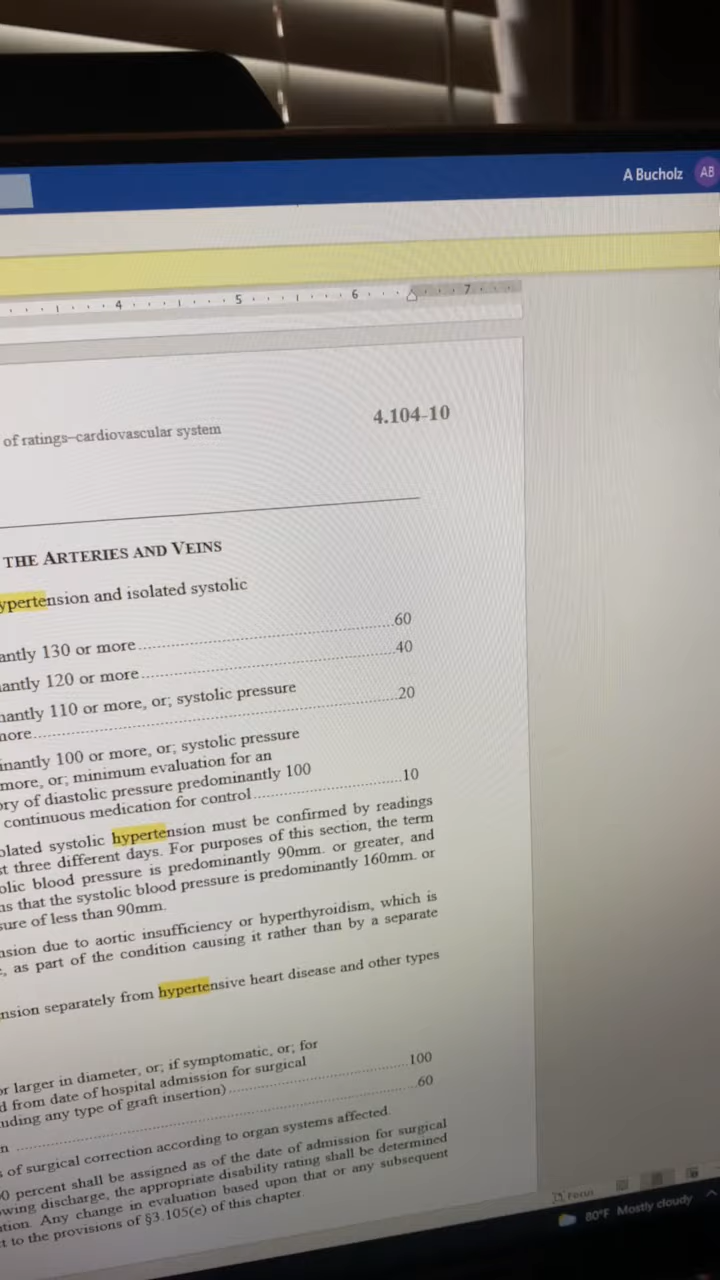 A Bucholz AB
4 5 6 7
of ratings–cardiovascular system 4.104-10
THE ARTERIES AND VEINS
ypertension and isolated systolic
antly 130 or more 60
nantly 120 or more 40
nantly 110 or more, or; systolic pressure
more 20
inantly 100 or more, or; systolic pressure
more, or; minimum evaluation for an
ory of diastolic pressure predominantly 100
continuous medication for control 10
olated systolic hypertension must be confirmed by readings
st three different days. For purposes of this section, the term
olic blood pressure is predominantly 90mm. or greater, and
ns that the systolic blood pressure is predominantly 160mm. or
sure of less than 90mm.
nsion due to aortic insufficiency or hyperthyroidism, which is
, as part of the condition causing it rather than by a separate
nsion separately from hypertensive heart disease and other types
or larger in diameter, or; if symptomatic, or; for
d from date of hospital admission for surgical
uding any type of graft insertion) 100
n 60
s of surgical correction according to organ systems affected.
0 percent shall be assigned as of the date of admission for surgical
owing discharge, the appropriate disability rating shall be determined
ation. Any change in evaluation based upon that or any subsequent
t to the provisions of §3.105(e) of this chapter.
Focus
80°F Mostly cloudy